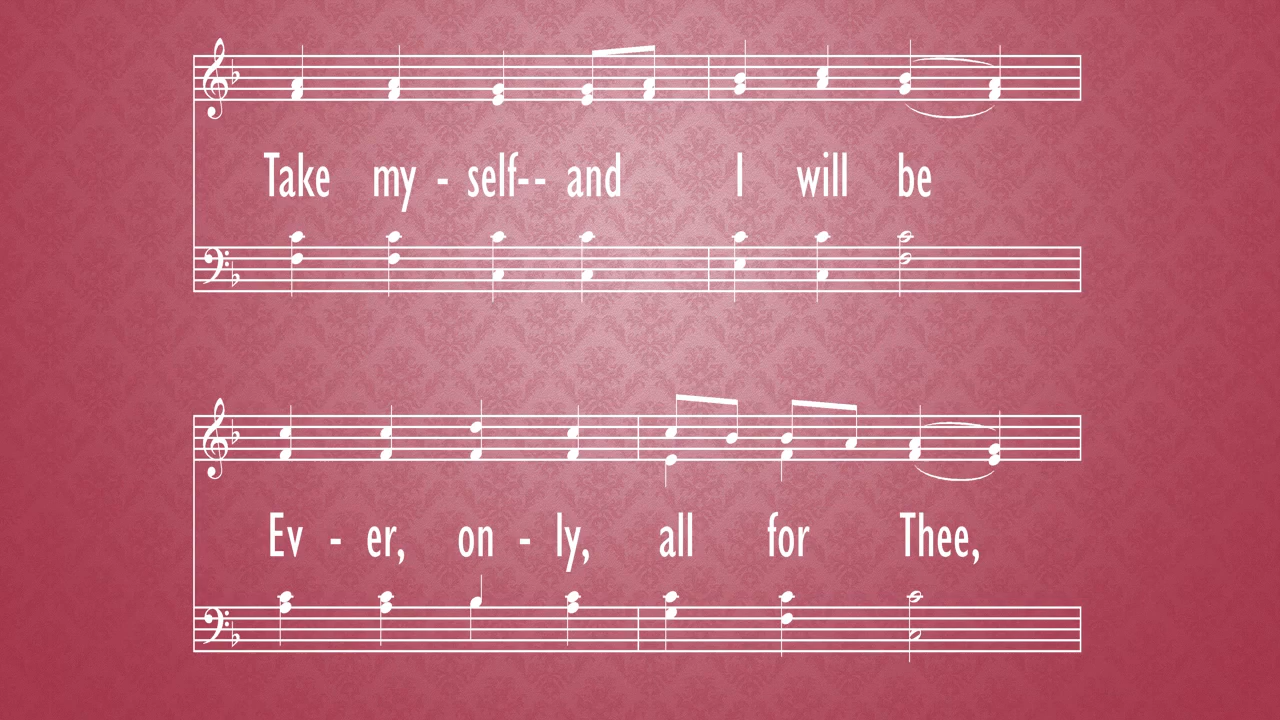 Take my - self-- and I will be
Ev - er, on - ly, all for Thee,